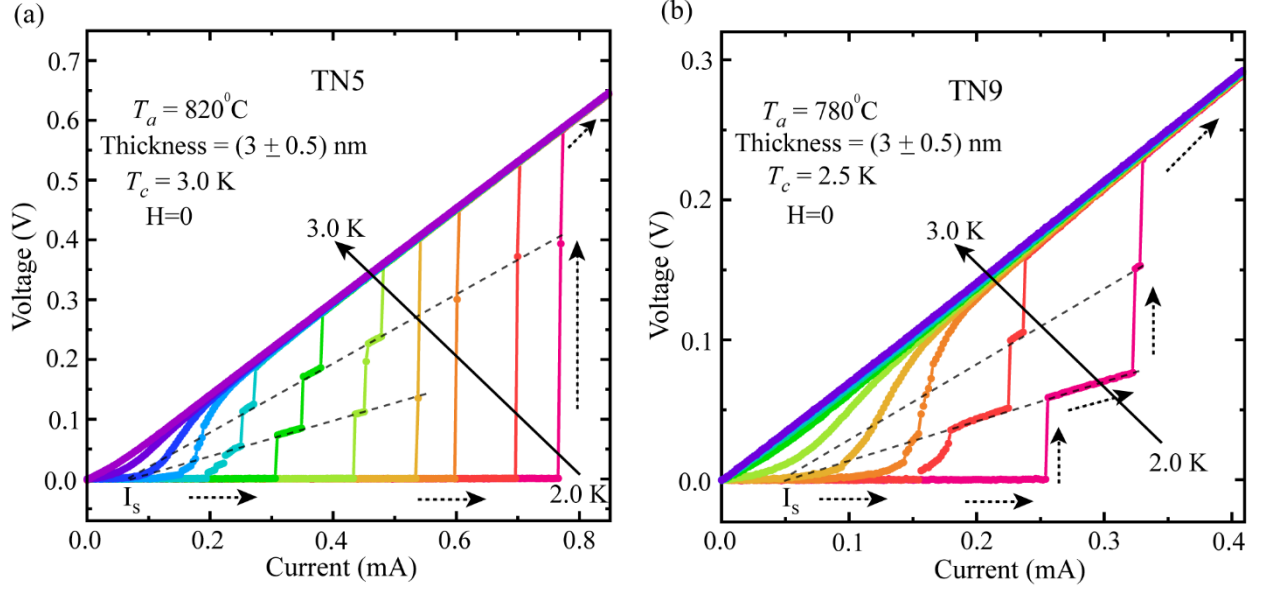 (a)
TN5
T_a = 820⁰C
Thickness = (3 ± 0.5) nm
T_c = 3.0 K
H=0
3.0 K
2.0 K
I_s
0.7
0.6
0.5
0.4
0.3
0.2
0.1
0.0
Voltage (V)
0.0 0.2 0.4 0.6 0.8
Current (mA)
(b)
TN9
T_a = 780⁰C
Thickness = (3 ± 0.5) nm
T_c = 2.5 K
H=0
3.0 K
2.0 K
I_s
0.3
0.2
0.1
0.0
Voltage (V)
0.0 0.1 0.2 0.3 0.4
Current (mA)